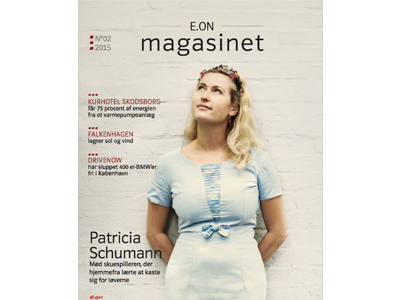 E.ON
magasinet
Nº02
2015
KURHOTEL SKODSBORG
får 75 procent af energien
fra et varmepumpeanlæg
FALKENHAGEN
lagrer sol og vind
DRIVENOW
har sluppet 400 el-BMW'er
fri i København
Patricia
Schumann
Mød skuespilleren, der
hjemmefra lærte at kaste
sig for løverne
e·on